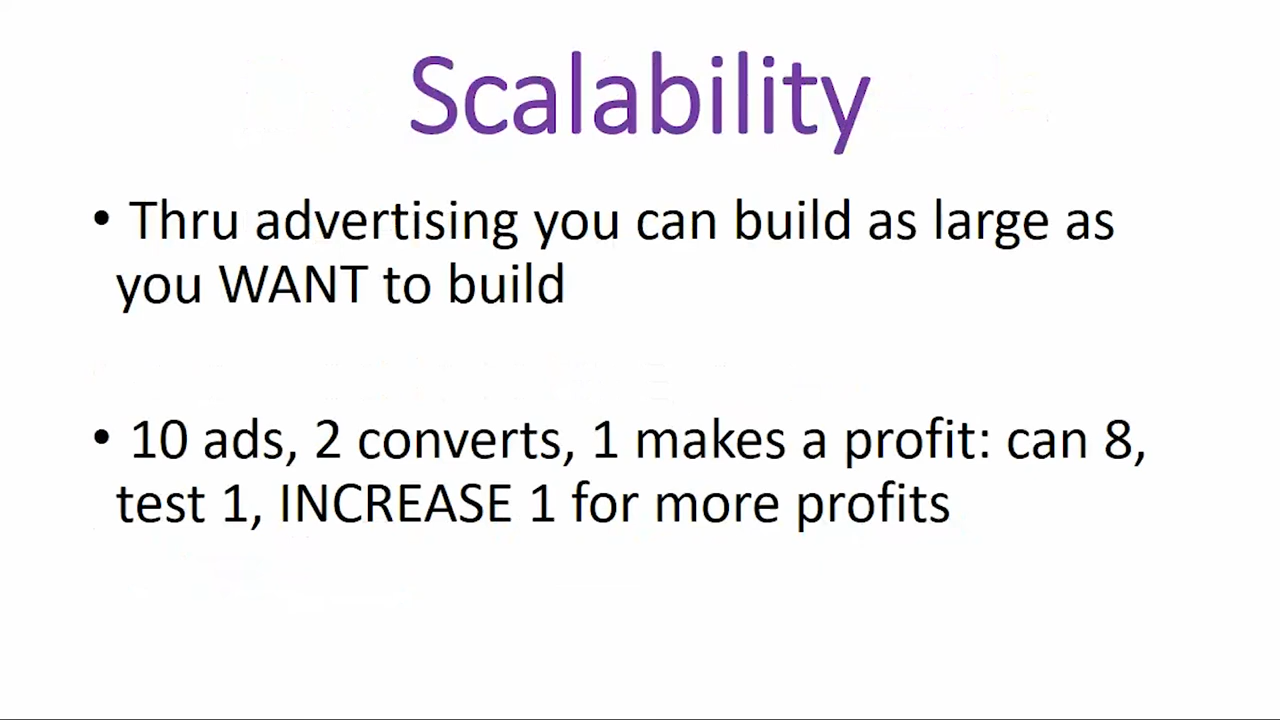 Scalability
• Thru advertising you can build as large as
you WANT to build
• 10 ads, 2 converts, 1 makes a profit: can 8,
test 1, INCREASE 1 for more profits